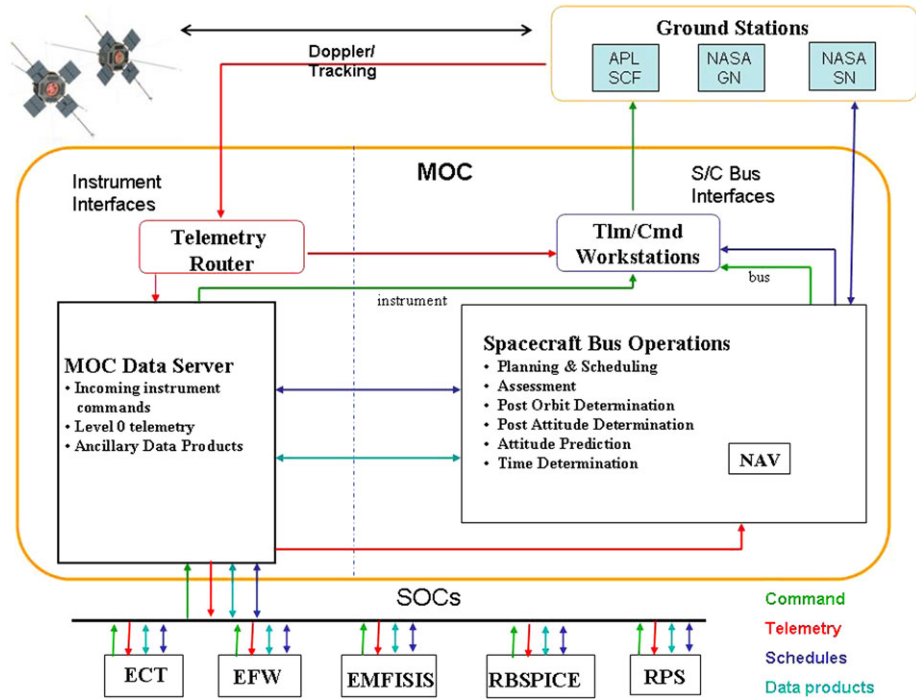 Ground Stations
Doppler/
Tracking
APL
SCF
NASA
GN
NASA
SN
MOC
Instrument
Interfaces
S/C Bus
Interfaces
Telemetry
Router
Tlm/Cmd
Workstations
instrument
bus
MOC Data Server
• Incoming instrument
commands
• Level 0 telemetry
• Ancillary Data Products
Spacecraft Bus Operations
• Planning & Scheduling
• Assessment
• Post Orbit Determination
• Post Attitude Determination
• Attitude Prediction
• Time Determination
NAV
SOCs
Command
Telemetry
Schedules
Data products
ECT
EFW
EMFISIS
RBSPICE
RPS